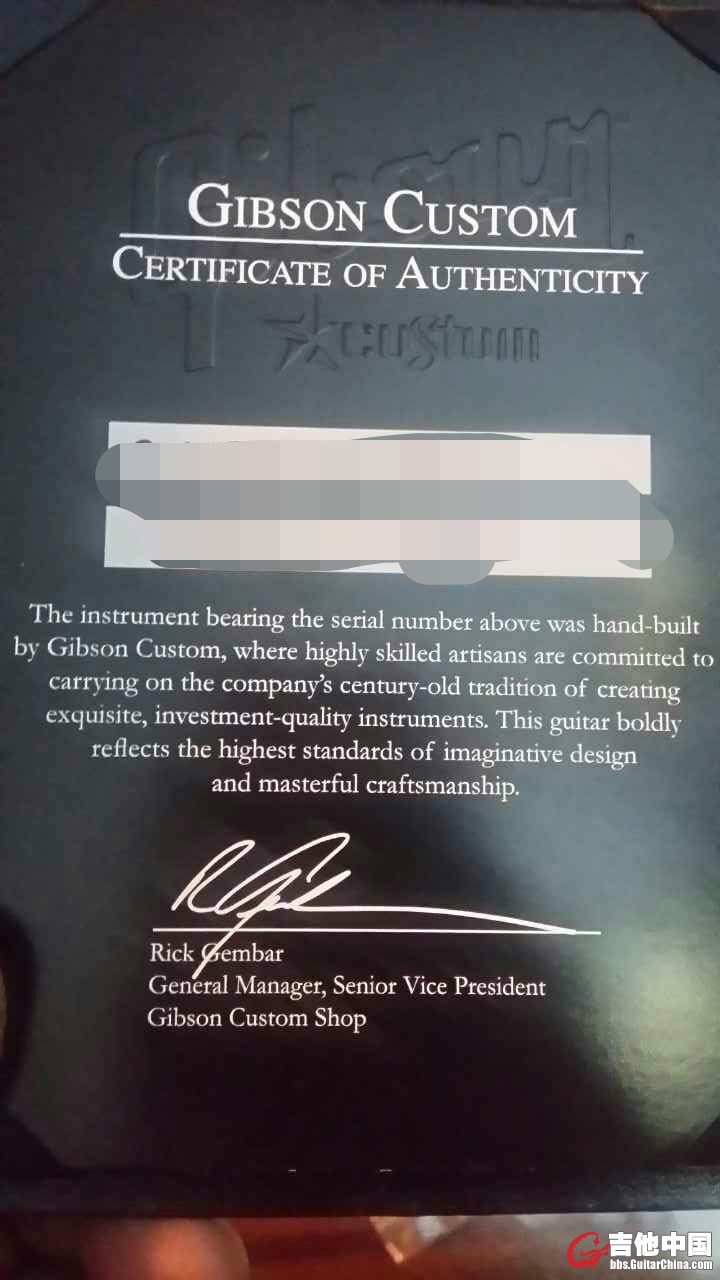 Gibson
GIBSON CUSTOM
CERTIFICATE OF AUTHENTICITY
custom
The instrument bearing the serial number above was hand-built
by Gibson Custom, where highly skilled artisans are committed to
carrying on the company's century-old tradition of creating
exquisite, investment-quality instruments. This guitar boldly
reflects the highest standards of imaginative design
and masterful craftsmanship.
Rick Gembar
General Manager, Senior Vice President
Gibson Custom Shop
吉他中国
bbs.GuitarChina.com